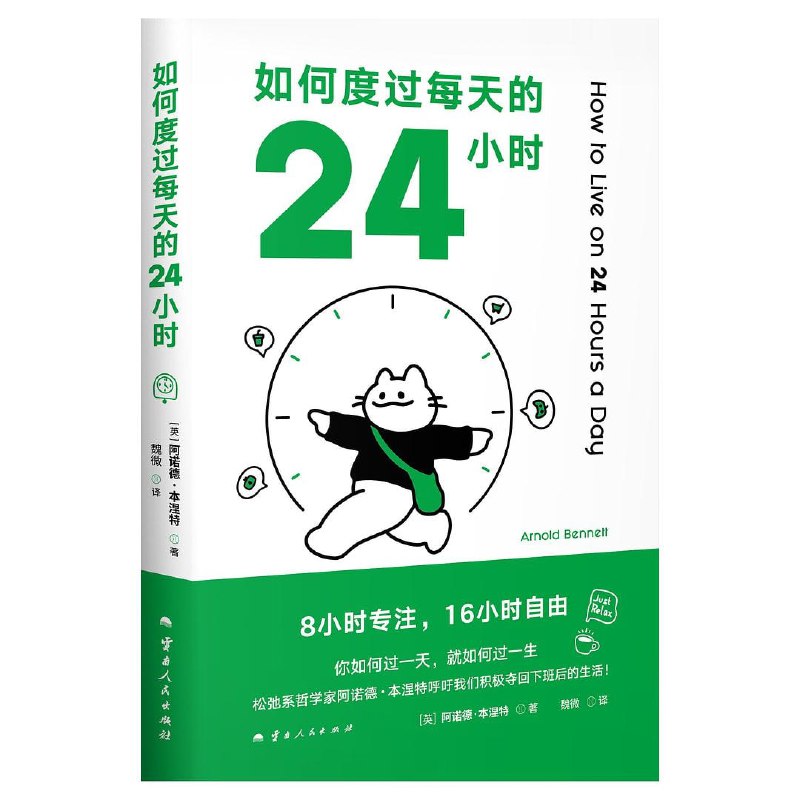 如何度过每天的
24
小时
How to Live on 24 Hours a Day
Arnold Bennett
8小时专注，16小时自由
Just
Relax
你如何过一天，就如何过一生
松弛系哲学家阿诺德·本涅特呼吁我们积极夺回下班后的生活！
[英] 阿诺德·本涅特 著 魏微 译
云南人民出版社
如何度过每天的24小时
[英] 阿诺德·本涅特 著
魏微 译
云南人民出版社